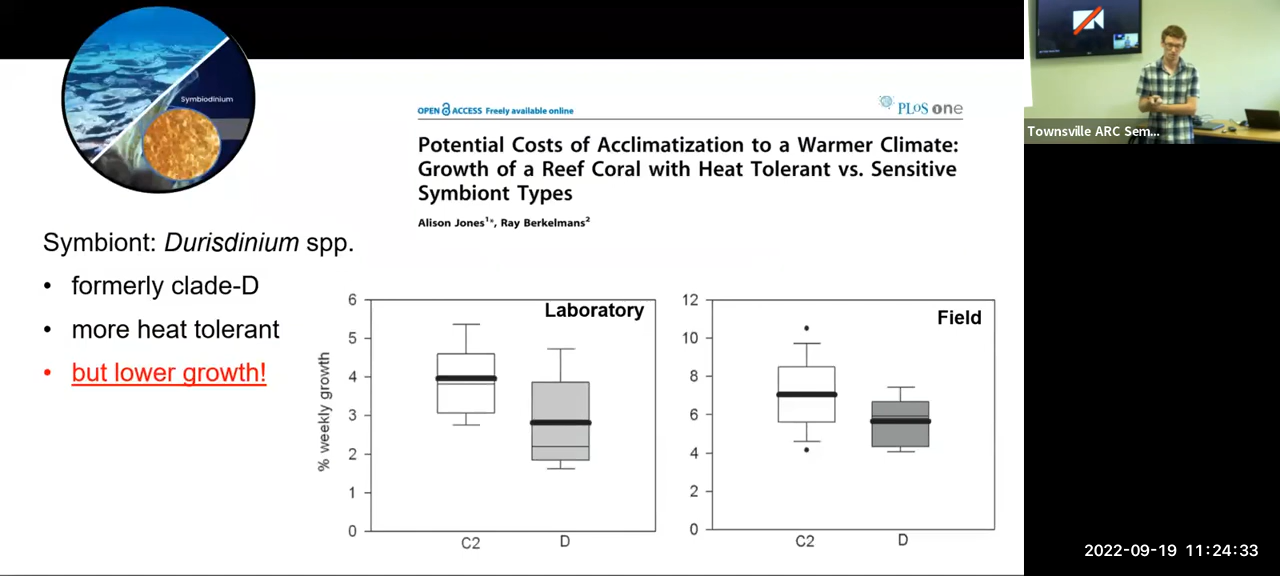 Symbiodinium
OPEN ACCESS Freely available online
PLoS one
Potential Costs of Acclimatization to a Warmer Climate:
Growth of a Reef Coral with Heat Tolerant vs. Sensitive
Symbiont Types
Alison Jones1*, Ray Berkelmans2
Symbiont: Durisdinium spp.
• formerly clade-D
• more heat tolerant
• but lower growth!
Laboratory
% weekly growth
6
5
4
3
2
1
0
C2 D
Field
12
10
8
6
4
2
0
C2 D
Townsville ARC Sem...
2022-09-19 11:24:33